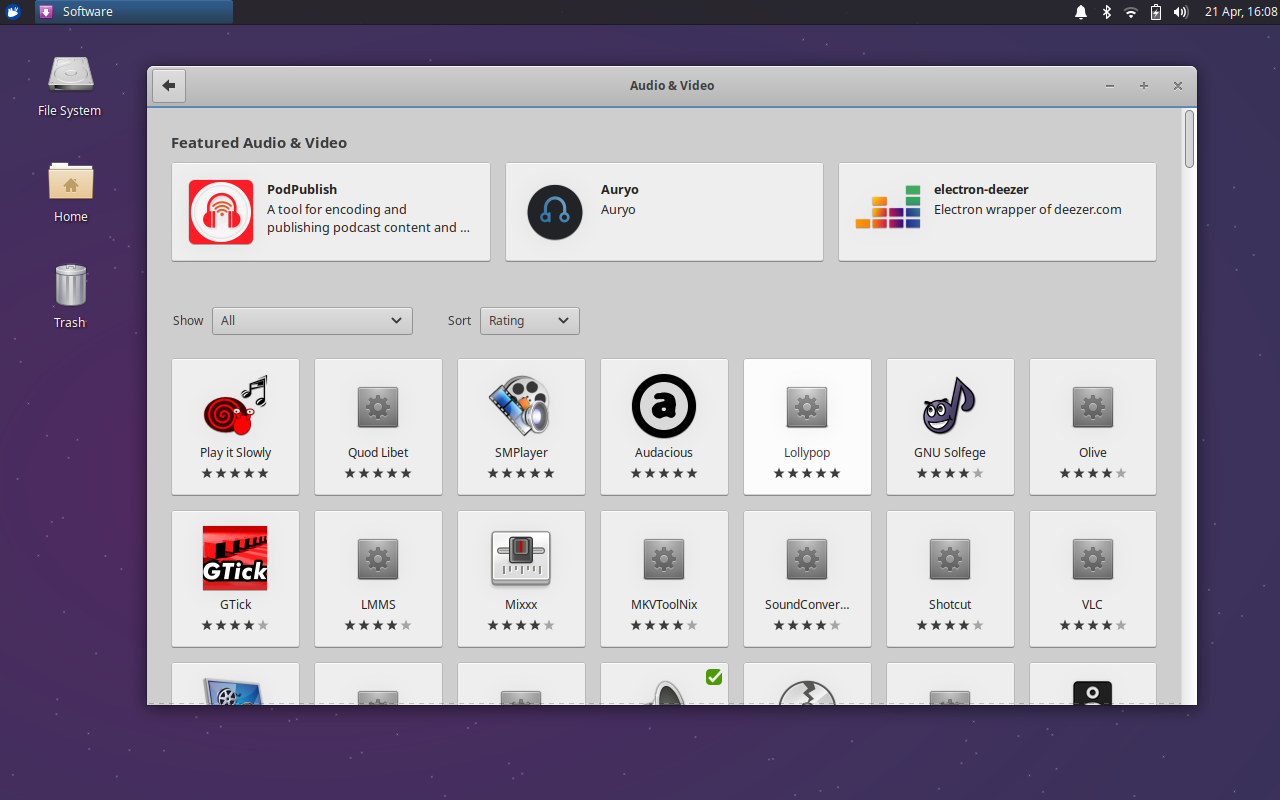 Software
21 Apr, 16:08
File System
Home
Trash
Audio & Video
Featured Audio & Video
PodPublish
A tool for encoding and
publishing podcast content and ...
Auryo
Auryo
electron-deezer
Electron wrapper of deezer.com
Show
All
Sort
Rating
a
Play it Slowly
Quod Libet
SMPlayer
Audacious
Lollypop
GNU Solfege
Olive
GTick
GTick
LMMS
Mixxx
MKVToolNix
SoundConver...
Shotcut
VLC